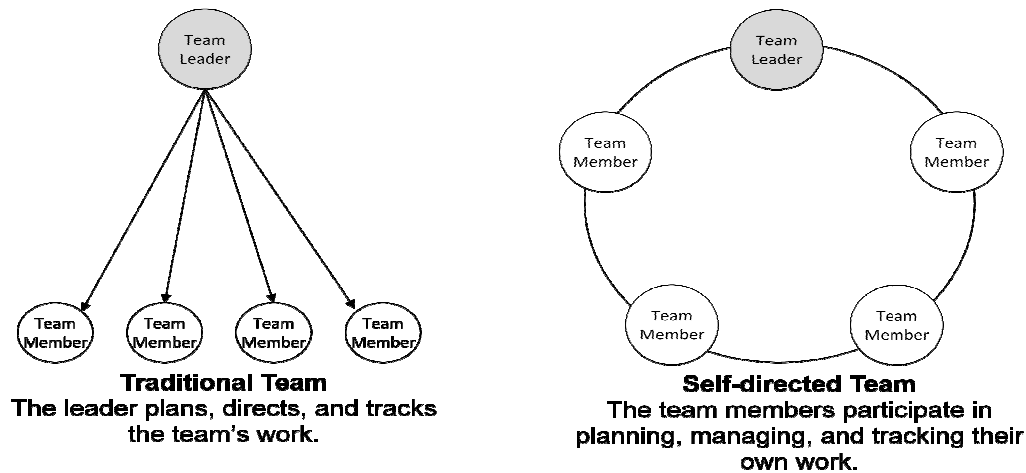 Team
Leader
Team
Member
Team
Member
Team
Member
Team
Member
Traditional Team
The leader plans, directs, and tracks
the team's work.
Team
Leader
Team
Member
Team
Member
Team
Member
Team
Member
Self-directed Team
The team members participate in
planning, managing, and tracking their
own work.